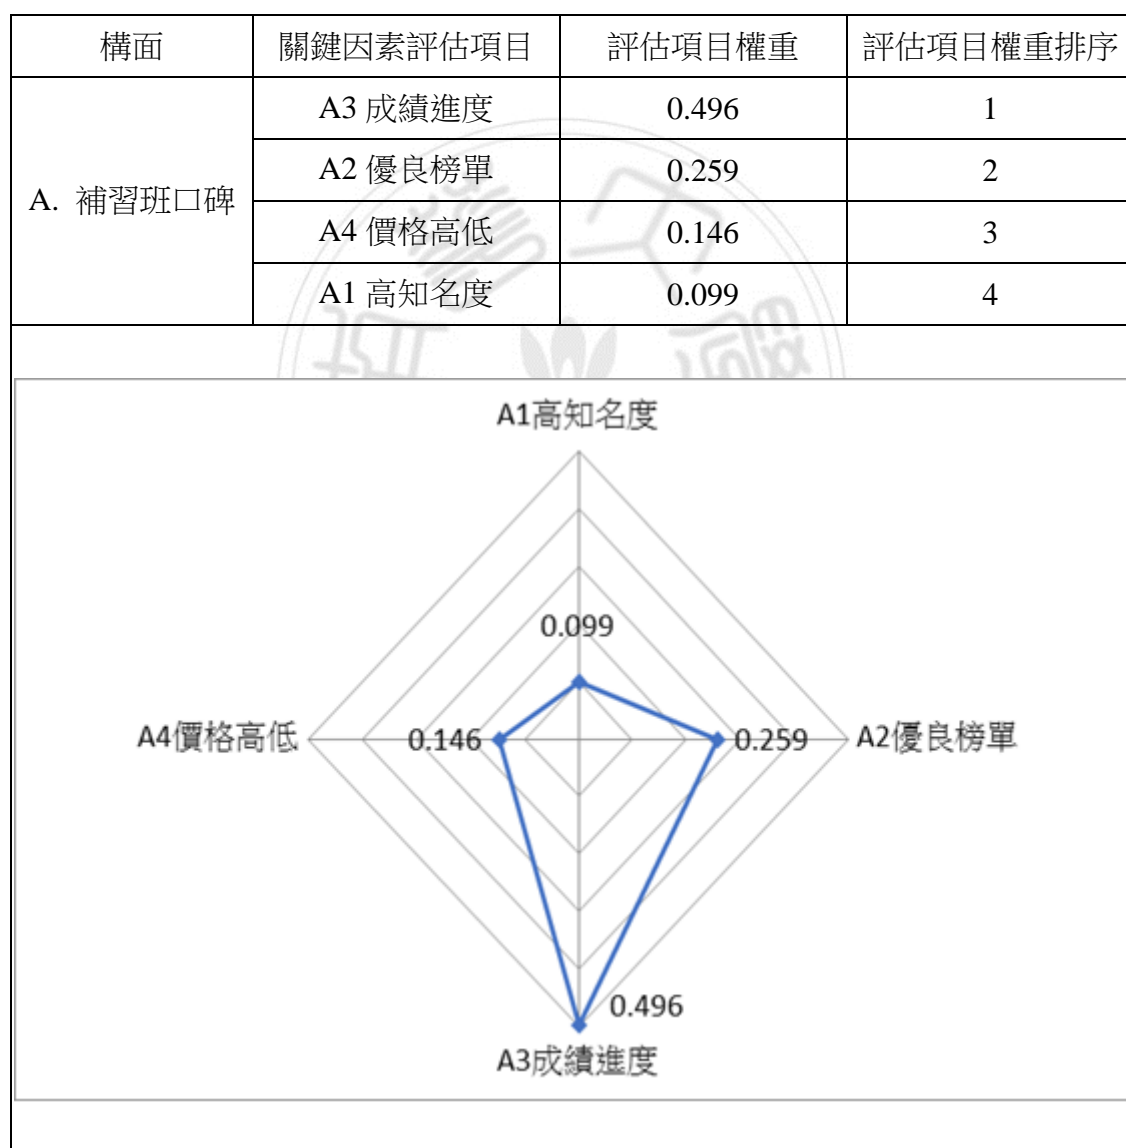 構面 關鍵因素評估項目 評估項目權重 評估項目權重排序
A. 補習班口碑
A3 成績進度 0.496 1
A2 優良榜單 0.259 2
A4 價格高低 0.146 3
A1 高知名度 0.099 4
A1高知名度
0.099
A4價格高低 0.146 0.259 A2優良榜單
0.496
A3成績進度